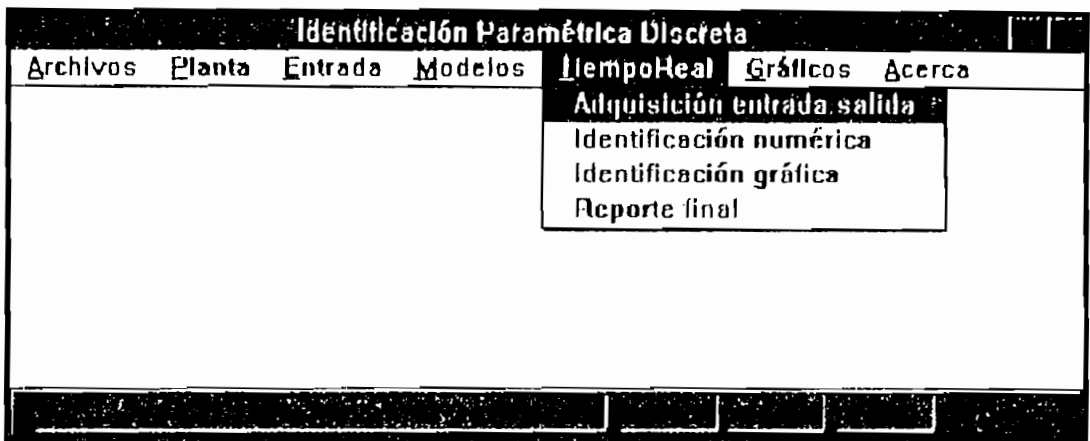 Identificación Paramétrica Discreta
Archivos Planta Entrada Modelos TiempoReal Gráficos Acerca
Adquisición entrada.salida
Identificación numérica
Identificación gráfica
Reporte final